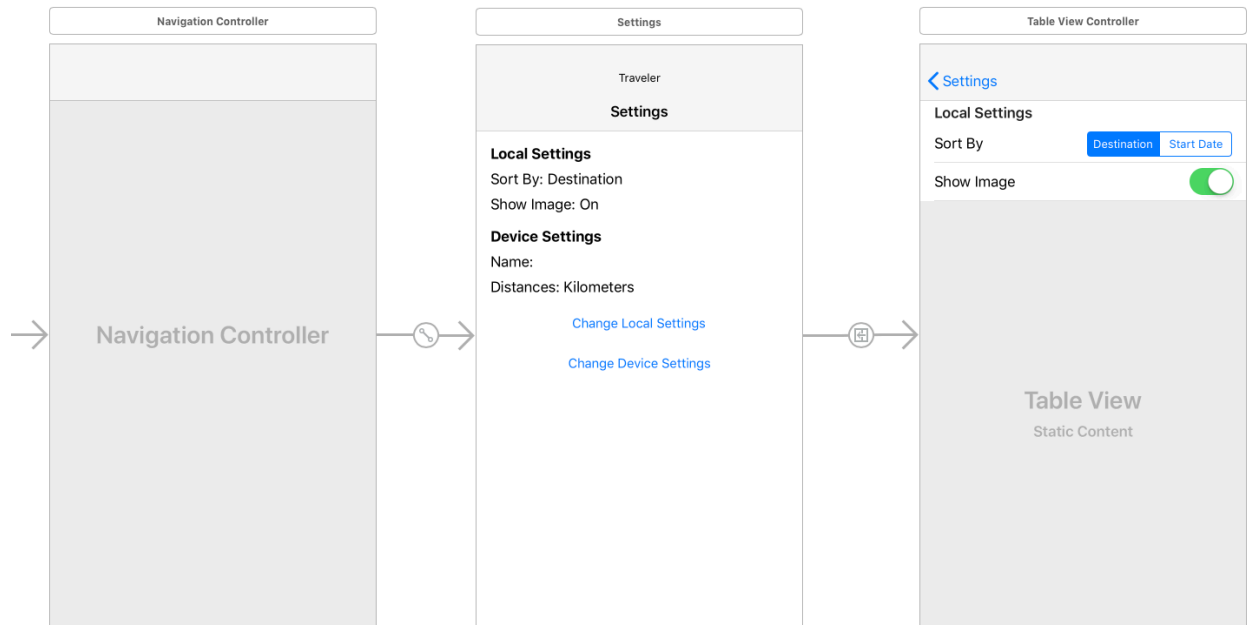 Navigation Controller
Navigation Controller
Settings
Traveler
Settings
Local Settings
Sort By: Destination
Show Image: On
Device Settings
Name:
Distances: Kilometers
Change Local Settings
Change Device Settings
Table View Controller
Settings
Local Settings
Sort By Destination Start Date
Show Image
Table View
Static Content